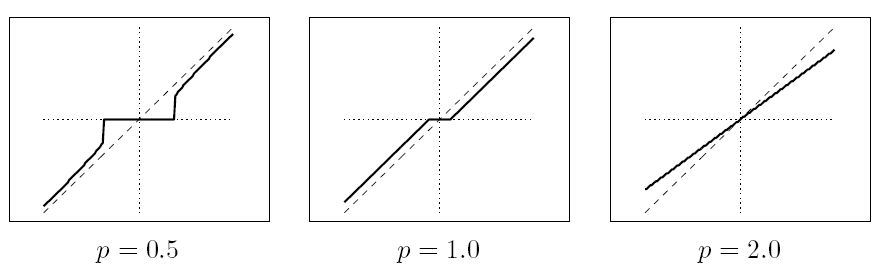 p = 0.5
p = 1.0
p = 2.0